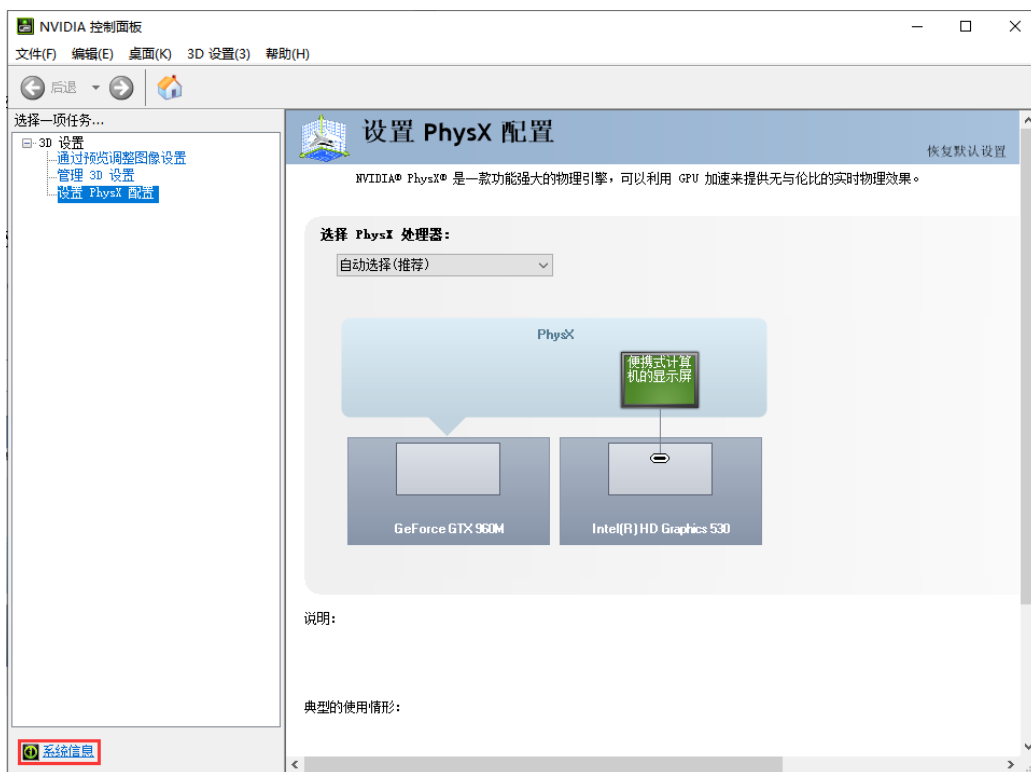 NVIDIA 控制面板
文件(F) 编辑(E) 桌面(K) 3D 设置(3) 帮助(H)
后退
选择一项任务...
3D 设置
通过预览调整图像设置
管理 3D 设置
设置 PhysX 配置
系统信息
设置 PhysX 配置
恢复默认设置
NVIDIA® PhysX® 是一款功能强大的物理引擎，可以利用 GPU 加速来提供无与伦比的实时物理效果。
选择 PhysX 处理器:
自动选择(推荐)
PhysX
便携式计算
机的显示屏
GeForce GTX 960M
Intel(R) HD Graphics 530
说明:
典型的使用情形: